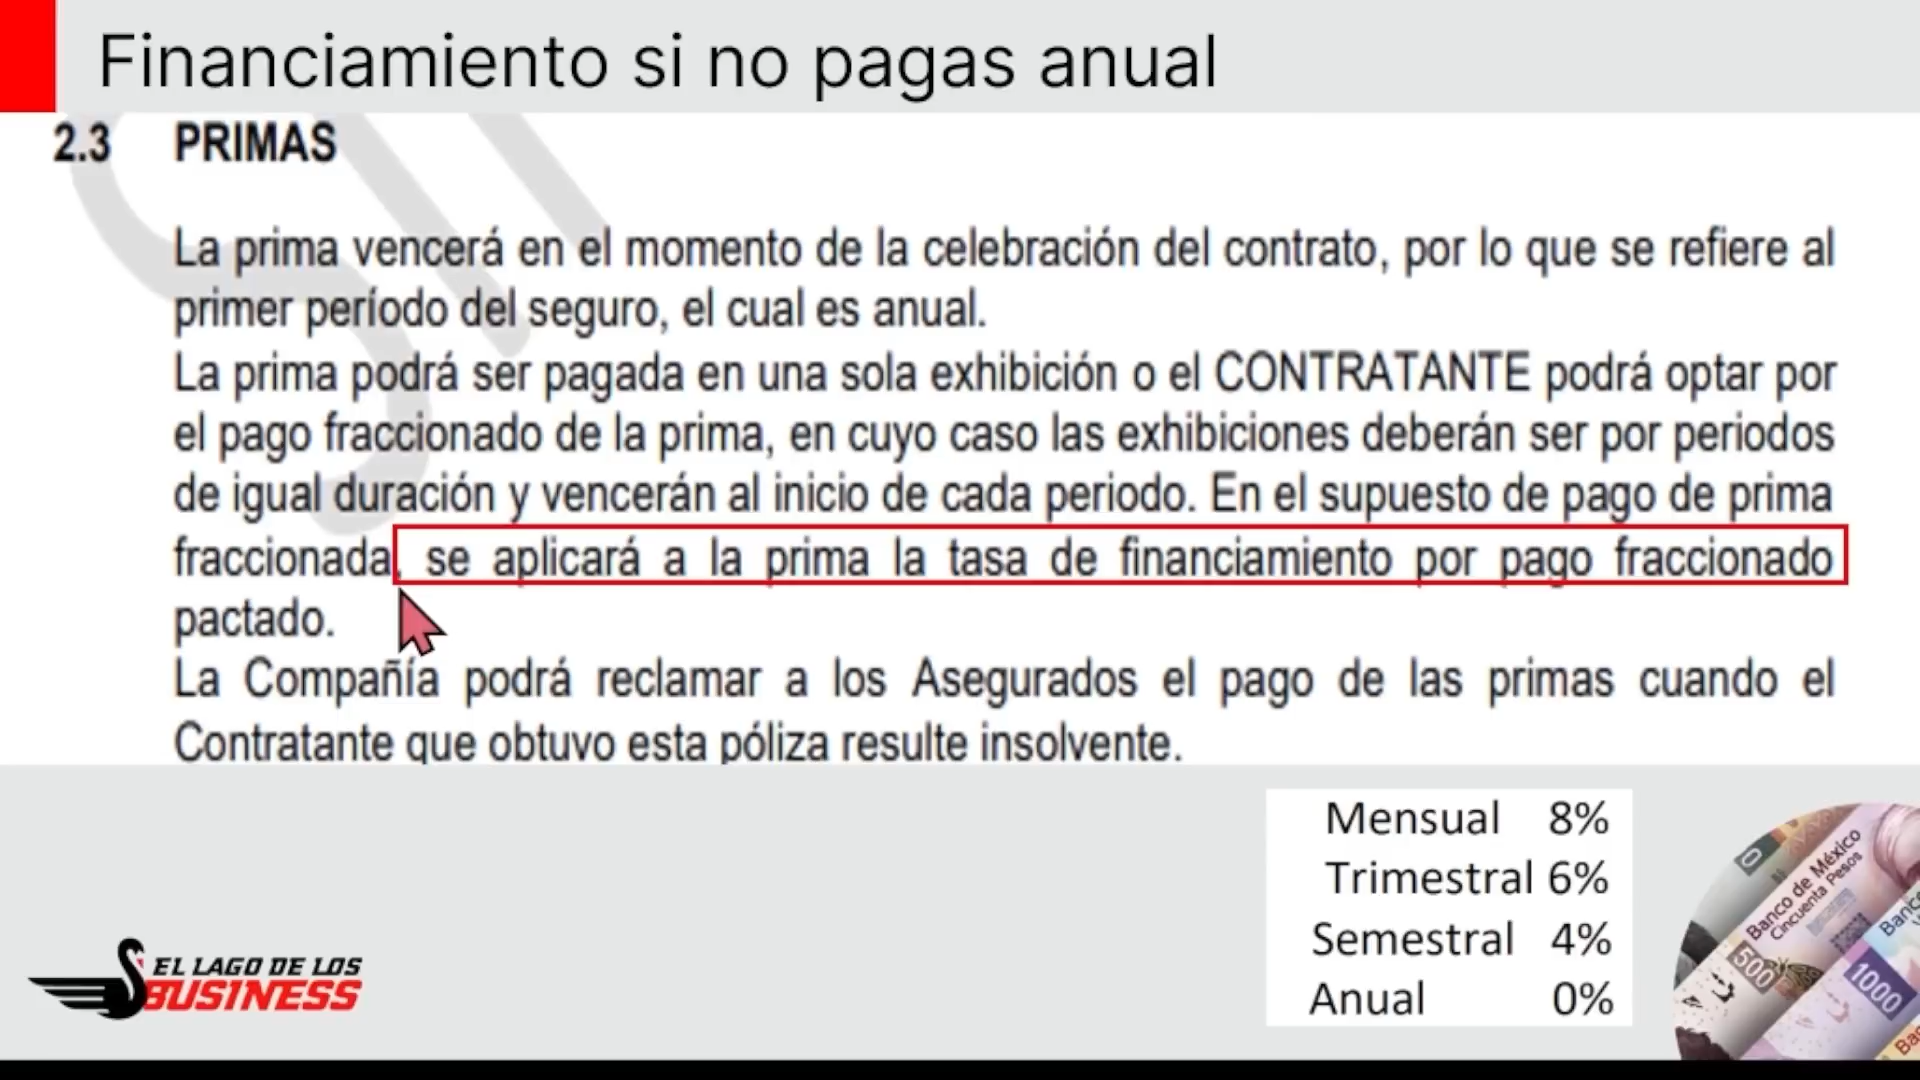 Financiamiento si no pagas anual
2.3 PRIMAS
La prima vencerá en el momento de la celebración del contrato, por lo que se refiere al
primer período del seguro, el cual es anual.
La prima podrá ser pagada en una sola exhibición o el CONTRATANTE podrá optar por
el pago fraccionado de la prima, en cuyo caso las exhibiciones deberán ser por periodos
de igual duración y vencerán al inicio de cada periodo. En el supuesto de pago de prima
fraccionada, se aplicará a la prima la tasa de financiamiento por pago fraccionado
pactado.
La Compañía podrá reclamar a los Asegurados el pago de las primas cuando el
Contratante que obtuvo esta póliza resulte insolvente.
Mensual 8%
Trimestral 6%
Semestral 4%
Anual 0%
EL LAGO DE LOS
BUSINESS
Banco de México
Cincuenta Pesos
500
1000